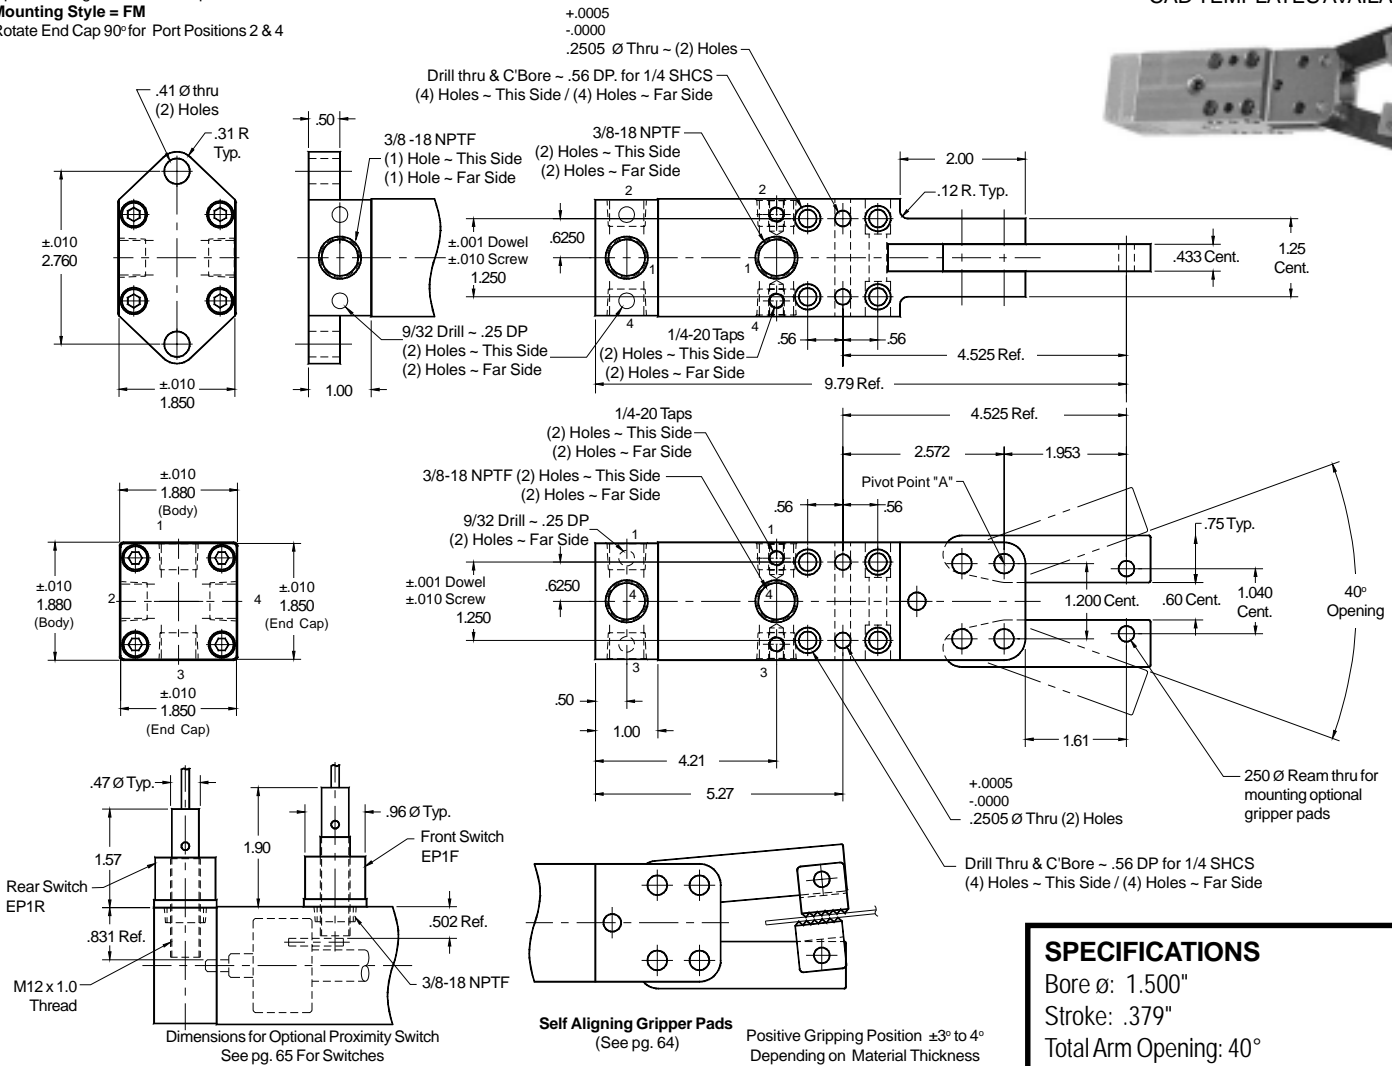 Mounting Style = FM
Rotate End Cap 90° for Port Positions 2 & 4
.41 Ø thru
(2) Holes
.31 R
Typ.
±.010
2.760
±.010
1.850
.50
3/8 -18 NPTF
(1) Hole ~ This Side
(1) Hole ~ Far Side
1.00
9/32 Drill ~ .25 DP
(2) Holes ~ This Side
(2) Holes ~ Far Side
+.0005
-.0000
.2505 Ø Thru ~ (2) Holes
Drill thru & C'Bore ~ .56 DP. for 1/4 SHCS
(4) Holes ~ This Side / (4) Holes ~ Far Side
3/8-18 NPTF
(2) Holes ~ This Side
(2) Holes ~ Far Side
2
2
1
1
4
4
±.001 Dowel
±.010 Screw
1.250
.6250
1/4-20 Taps
(2) Holes ~ This Side
(2) Holes ~ Far Side
.56
.56
2.00
.12 R. Typ.
.433 Cent.
1.25
Cent.
4.525 Ref.
9.79 Ref.
±.010
1.880
(Body)
1
±.010
1.880
(Body)
2
4
3
±.010
1.850
(End Cap)
±.010
1.850
(End Cap)
1/4-20 Taps
(2) Holes ~ This Side
(2) Holes ~ Far Side
3/8-18 NPTF (2) Holes ~ This Side
(2) Holes ~ Far Side
9/32 Drill ~ .25 DP
(2) Holes ~ Far Side
1
1
4
4
3
3
±.001 Dowel
±.010 Screw
1.250
.6250
.56
.56
4.525 Ref.
2.572
1.953
Pivot Point "A"
.75 Typ.
1.200 Cent.
.60 Cent.
1.040
Cent.
40°
Opening
1.61
.50
1.00
4.21
5.27
250 Ø Ream thru for
mounting optional
gripper pads
+.0005
-.0000
.2505 Ø Thru (2) Holes
Drill Thru & C'Bore ~ .56 DP for 1/4 SHCS
(4) Holes ~ This Side / (4) Holes ~ Far Side
.47 Ø Typ.
1.57
1.90
.96 Ø Typ.
Front Switch
EP1F
Rear Switch
EP1R
.831 Ref.
.502 Ref.
M12 x 1.0
Thread
3/8-18 NPTF
Dimensions for Optional Proximity Switch
See pg. 65 For Switches
Self Aligning Gripper Pads
(See pg. 64)
Positive Gripping Position ±3° to 4°
Depending on Material Thickness
SPECIFICATIONS
Bore ø: 1.500"
Stroke: .379"
Total Arm Opening: 40°